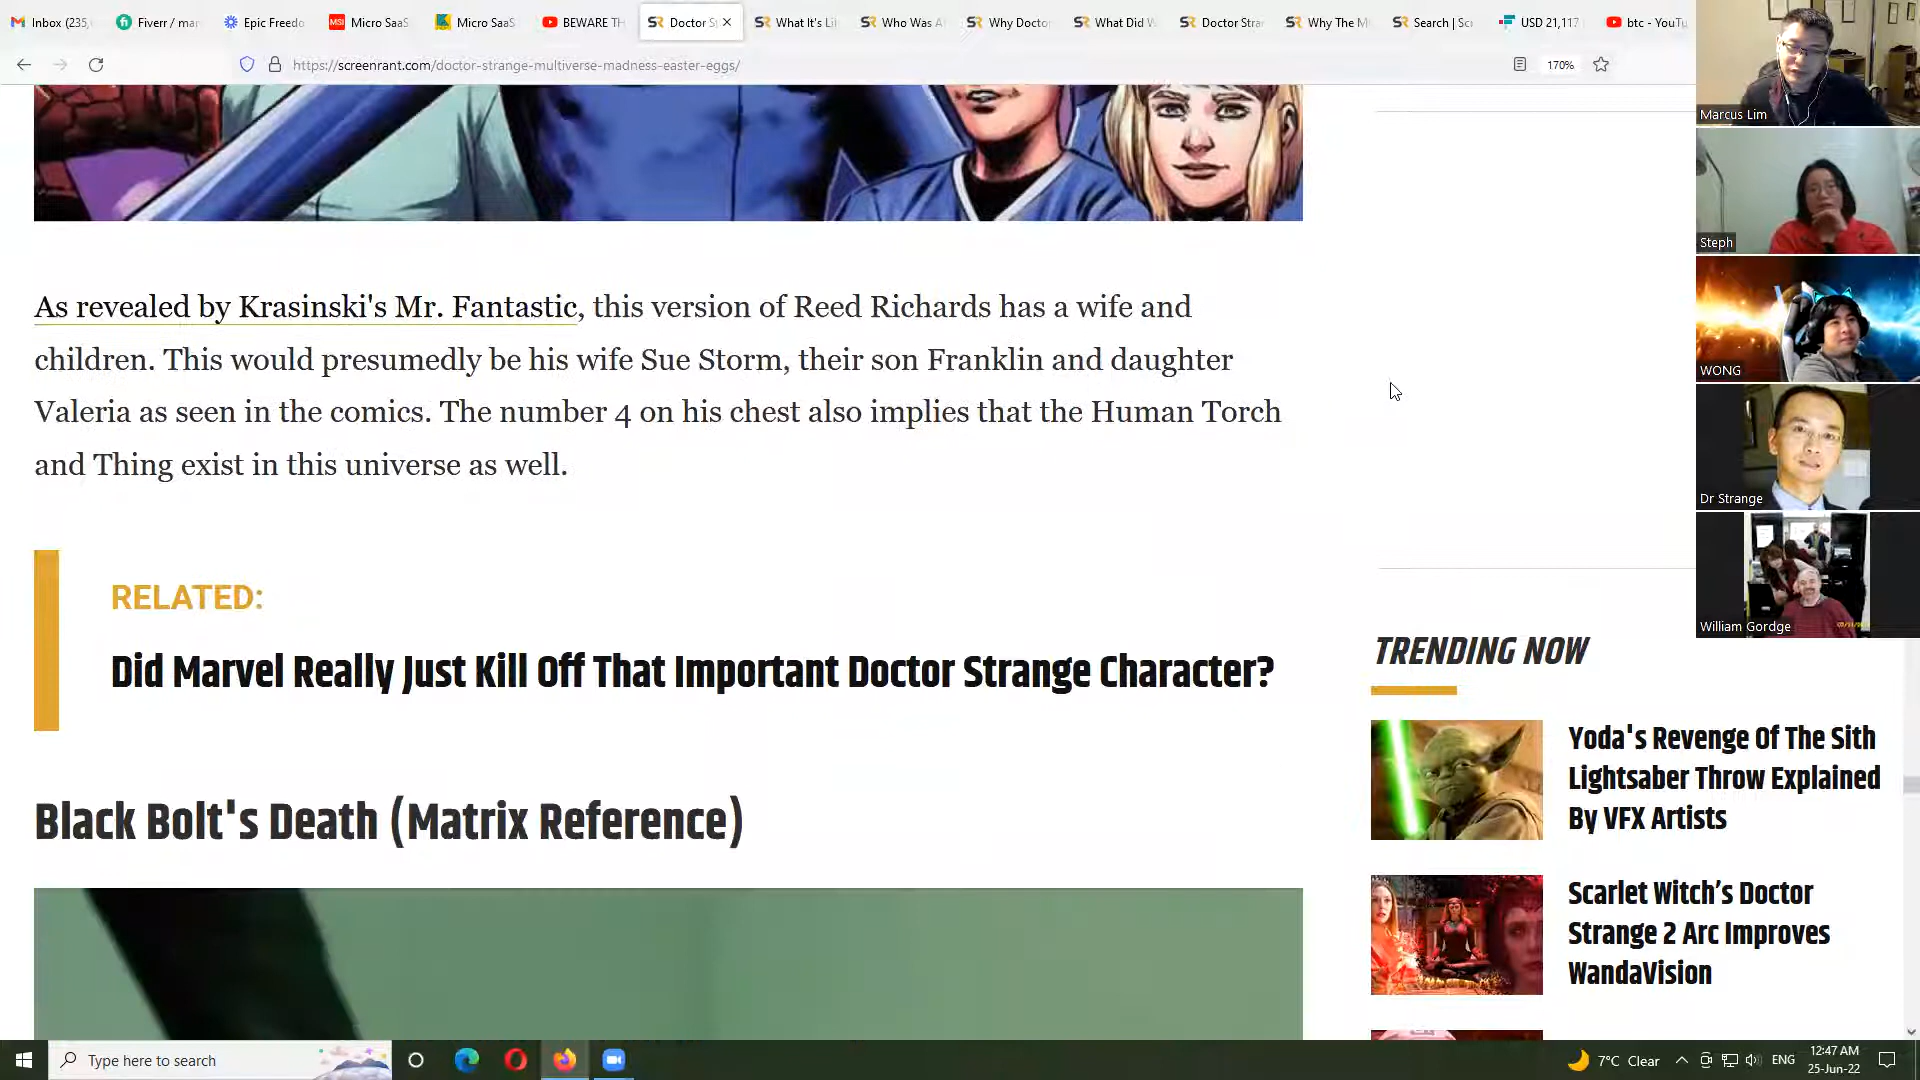 Inbox (235,
Fiverr / mar
Epic Freedo
Micro SaaS
Micro SaaS
BEWARE TH
Doctor S
What It's Li
Who Was A
Why Docto
What Did W
Doctor Stra
Why The M
Search | Sc
USD 21,117
btc - YouTu
https://screenrant.com/doctor-strange-multiverse-madness-easter-eggs/
170%
Marcus Lim
Steph
WONG
Dr Strange
William Gordge
As revealed by Krasinski's Mr. Fantastic, this version of Reed Richards has a wife and
children. This would presumedly be his wife Sue Storm, their son Franklin and daughter
Valeria as seen in the comics. The number 4 on his chest also implies that the Human Torch
and Thing exist in this universe as well.
RELATED:
Did Marvel Really Just Kill Off That Important Doctor Strange Character?
Black Bolt's Death (Matrix Reference)
TRENDING NOW
Yoda's Revenge Of The Sith
Lightsaber Throw Explained
By VFX Artists
Scarlet Witch’s Doctor
Strange 2 Arc Improves
WandaVision
Type here to search
7°C Clear
ENG
12:47 AM
25-Jun-22